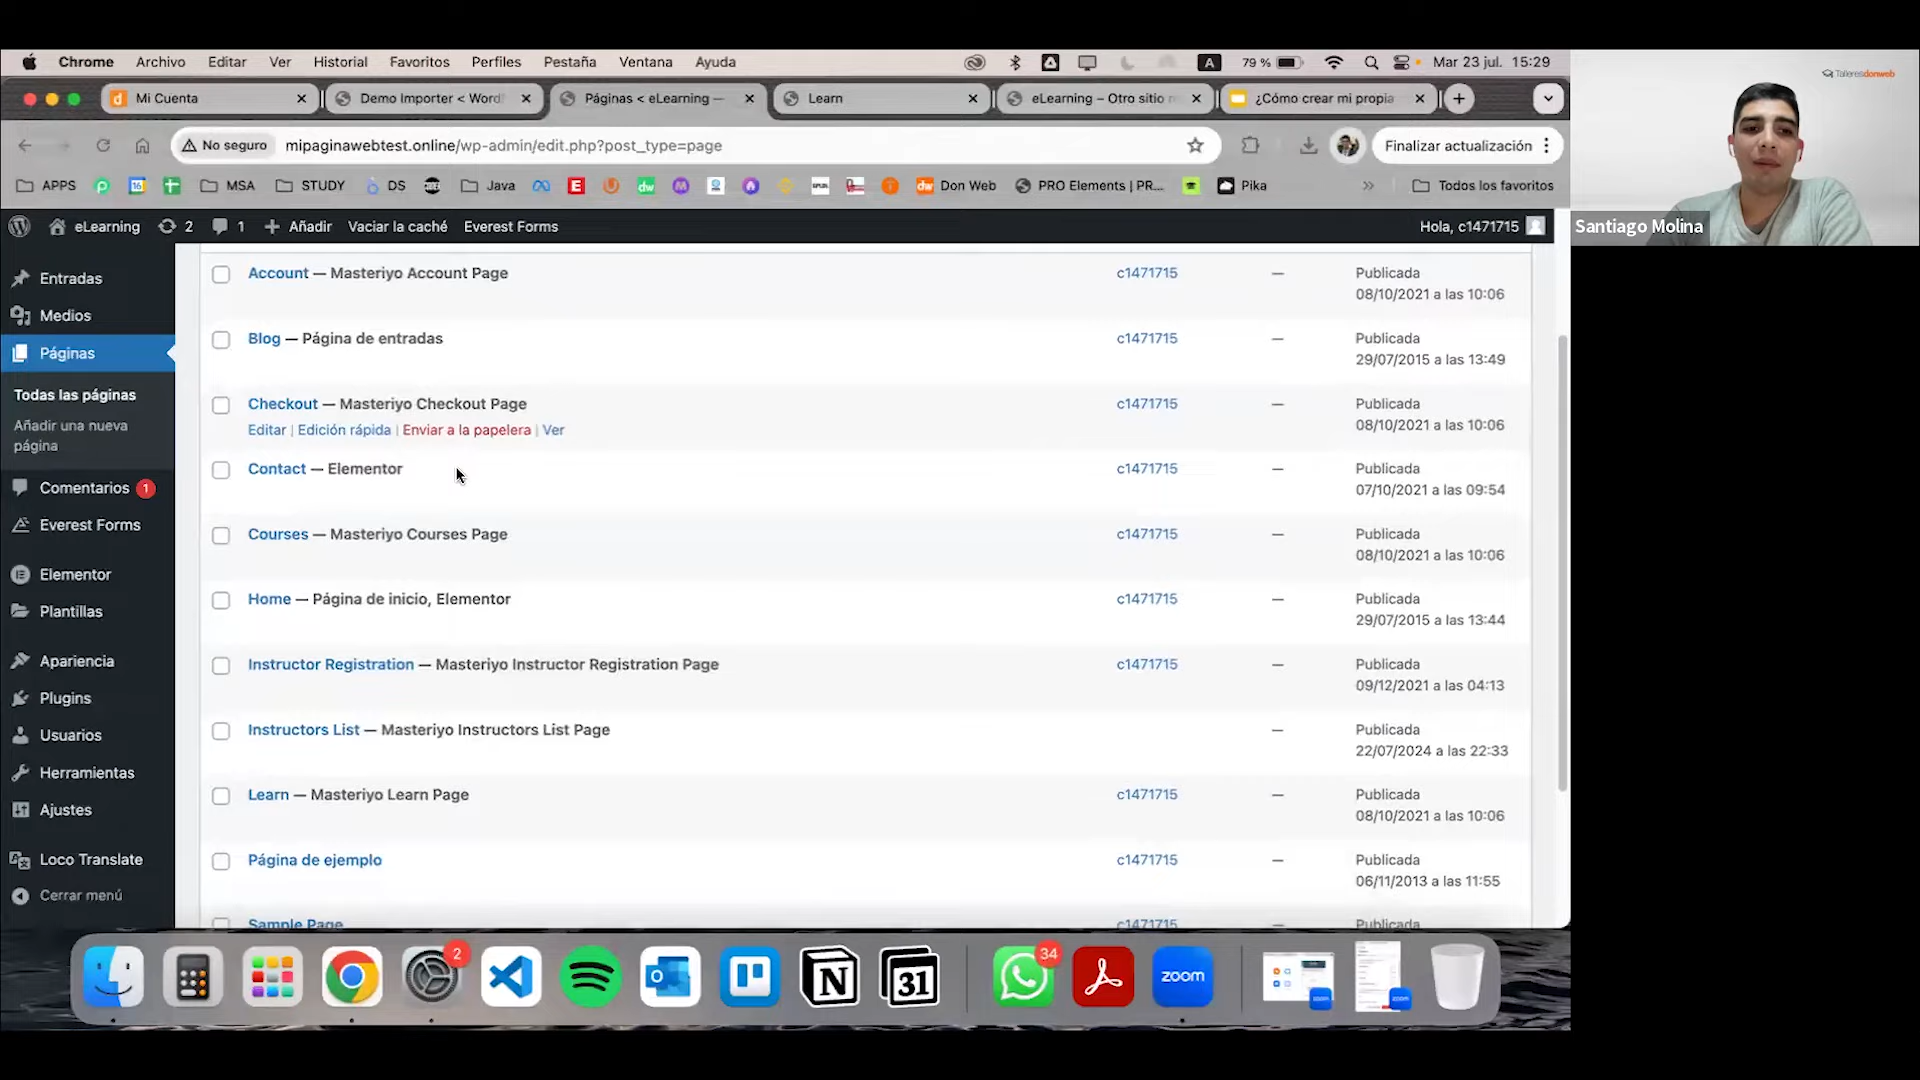 Chrome Archivo Editar Ver Historial Favoritos Perfiles Pestaña Ventana Ayuda A 79 % Mar 23 jul. 15:29
Talleresdonweb
Mi Cuenta Demo Importer < Word Páginas < eLearning — Learn eLearning – Otro sitio ¿Cómo crear mi propia
No seguro mipaginawebtest.online/wp-admin/edit.php?post_type=page Finalizar actualización
APPS MSA STUDY DS Java Don Web PRO Elements | PR... Pika » Todos los favoritos
eLearning 2 1 Añadir Vaciar la caché Everest Forms Hola, c1471715
Santiago Molina
Entradas
Medios
Páginas
Todas las páginas
Añadir una nueva
página
Comentarios 1
Everest Forms
Elementor
Plantillas
Apariencia
Plugins
Usuarios
Herramientas
Ajustes
Loco Translate
Cerrar menú
Account — Masteriyo Account Page c1471715 — Publicada
08/10/2021 a las 10:06
Blog — Página de entradas c1471715 — Publicada
29/07/2015 a las 13:49
Checkout — Masteriyo Checkout Page c1471715 — Publicada
Editar | Edición rápida | Enviar a la papelera | Ver 08/10/2021 a las 10:06
Contact — Elementor c1471715 — Publicada
07/10/2021 a las 09:54
Courses — Masteriyo Courses Page c1471715 — Publicada
08/10/2021 a las 10:06
Home — Página de inicio, Elementor c1471715 — Publicada
29/07/2015 a las 13:44
Instructor Registration — Masteriyo Instructor Registration Page c1471715 — Publicada
09/12/2021 a las 04:13
Instructors List — Masteriyo Instructors List Page — Publicada
22/07/2024 a las 22:33
Learn — Masteriyo Learn Page c1471715 — Publicada
08/10/2021 a las 10:06
Página de ejemplo c1471715 — Publicada
06/11/2013 a las 11:55
Sample Page c1471715 Publicada
2 31 34 zoom